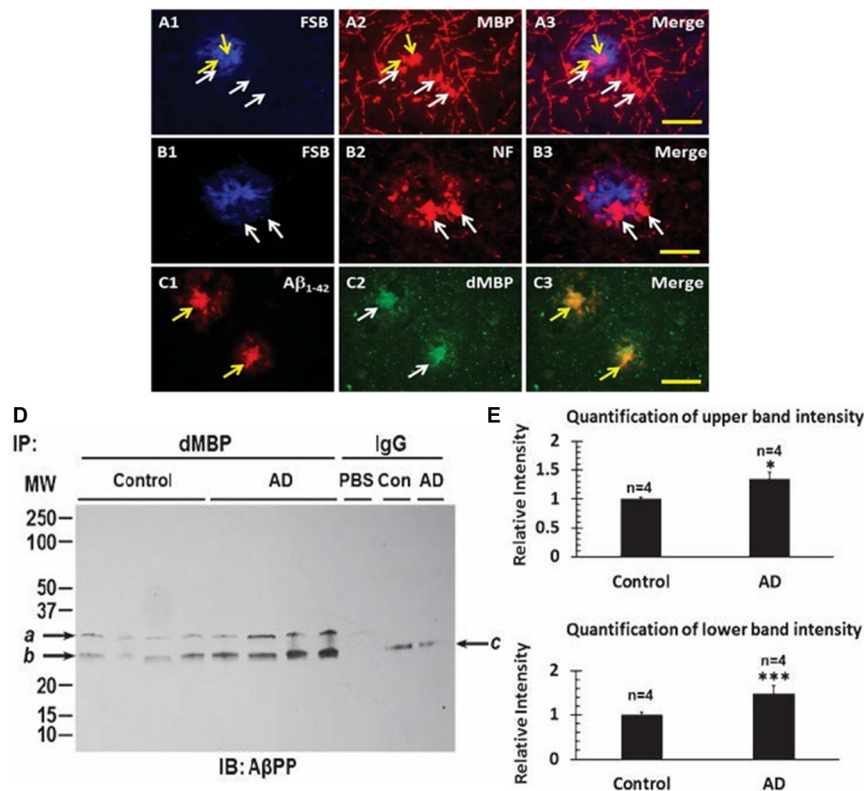 A1 FSB
A2 MBP
A3 Merge
B1 FSB
B2 NF
B3 Merge
C1 Aβ₁₋₄₂
C2 dMBP
C3 Merge
D
IP: dMBP IgG
MW Control AD PBS Con AD
250
100
50
37
a
b
c
20
15
10
IB: AβPP
E
Quantification of upper band intensity
Relative Intensity
2
1.5
1
0.5
0
n=4
n=4
*
Control AD
Quantification of lower band intensity
Relative Intensity
2
1
0
n=4
n=4
***
Control AD